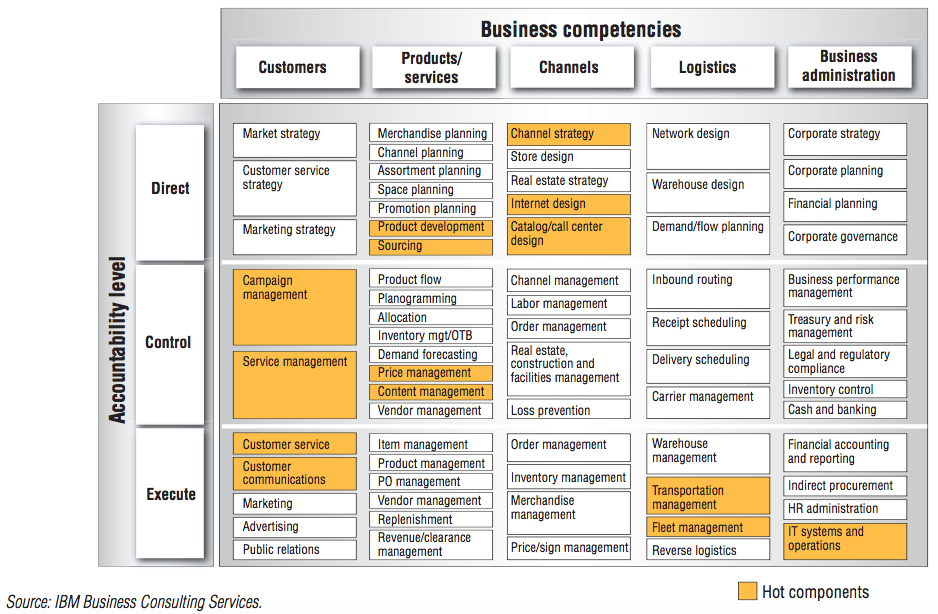 Business competencies
Customers
Products/
services
Channels
Logistics
Business
administration
Accountability level
Direct
Market strategy
Customer service
strategy
Marketing strategy
Merchandise planning
Channel planning
Assortment planning
Space planning
Promotion planning
Product development
Sourcing
Channel strategy
Store design
Real estate strategy
Internet design
Catalog/call center
design
Network design
Warehouse design
Demand/flow planning
Corporate strategy
Corporate planning
Financial planning
Corporate governance
Control
Campaign
management
Service management
Product flow
Planogramming
Allocation
Inventory mgt/OTB
Demand forecasting
Price management
Content management
Vendor management
Channel management
Labor management
Order management
Real estate,
construction and
facilities management
Loss prevention
Inbound routing
Receipt scheduling
Delivery scheduling
Carrier management
Business performance
management
Treasury and risk
management
Legal and regulatory
compliance
Inventory control
Cash and banking
Execute
Customer service
Customer
communications
Marketing
Advertising
Public relations
Item management
Product management
PO management
Vendor management
Replenishment
Revenue/clearance
management
Order management
Inventory management
Merchandise
management
Price/sign management
Warehouse
management
Transportation
management
Fleet management
Reverse logistics
Financial accounting
and reporting
Indirect procurement
HR administration
IT systems and
operations
Hot components
Source: IBM Business Consulting Services.